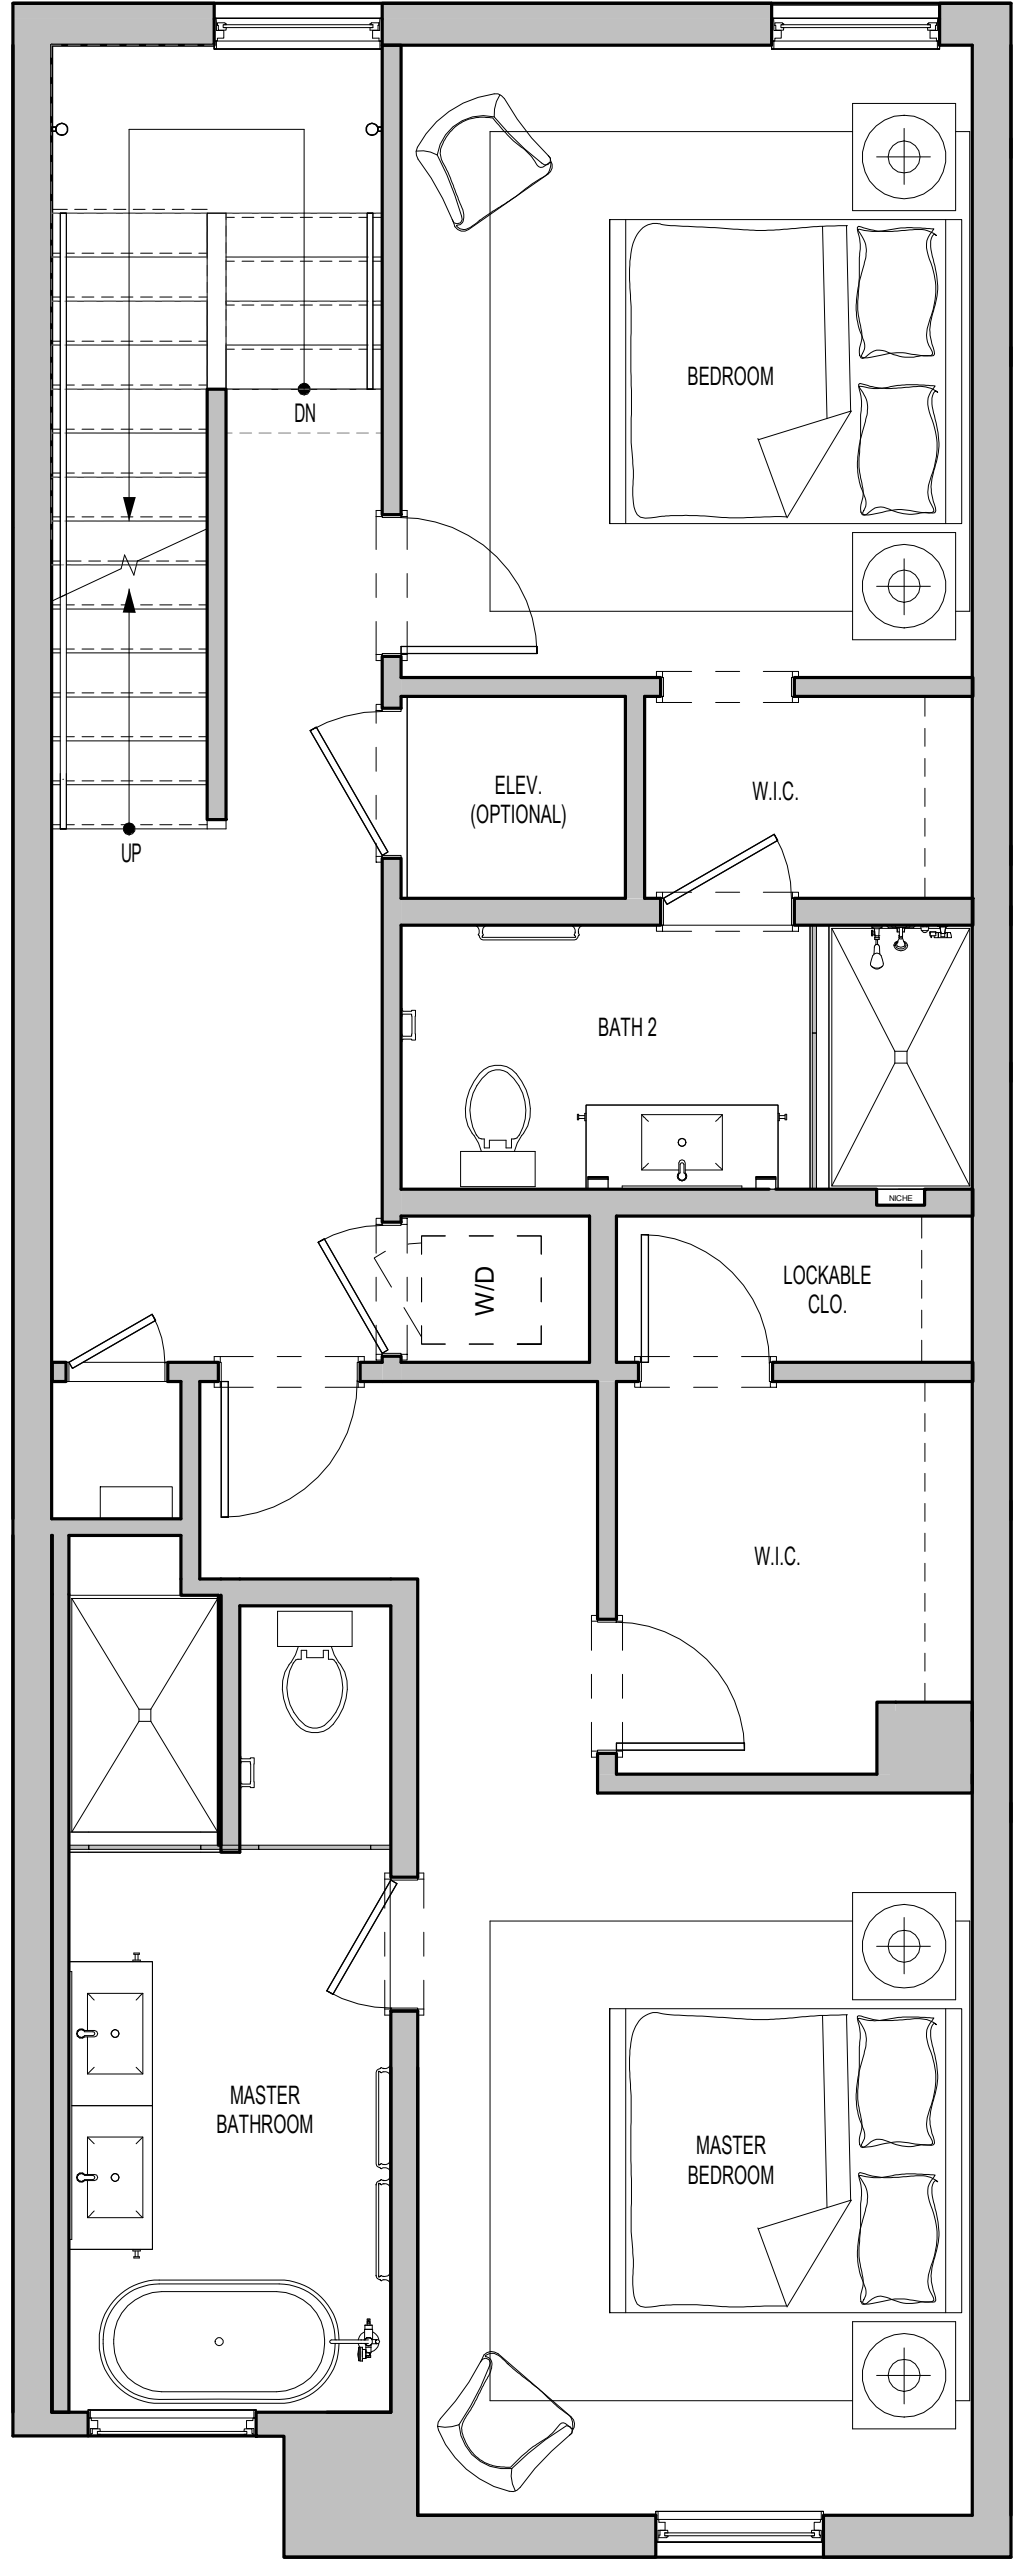 BEDROOM
DN
ELEV.
(OPTIONAL)
W.I.C.
UP
BATH 2
NICHE
W/D
LOCKABLE
CLO.
W.I.C.
MASTER
BATHROOM
MASTER
BEDROOM